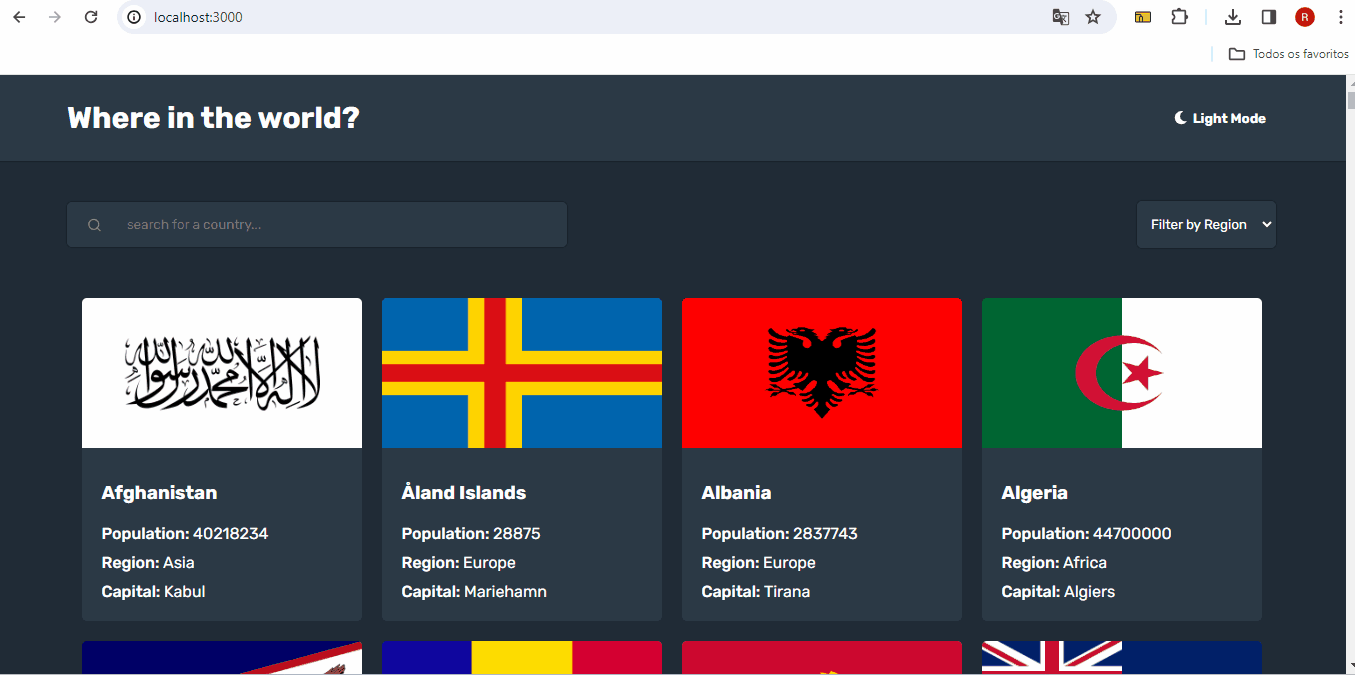 localhost:3000
R
Todos os favoritos
Where in the world?
Light Mode
search for a country...
Filter by Region
لا إله إلا الله محمد رسول الله
Afghanistan
Population: 40218234
Region: Asia
Capital: Kabul
Åland Islands
Population: 28875
Region: Europe
Capital: Mariehamn
Albania
Population: 2837743
Region: Europe
Capital: Tirana
Algeria
Population: 44700000
Region: Africa
Capital: Algiers